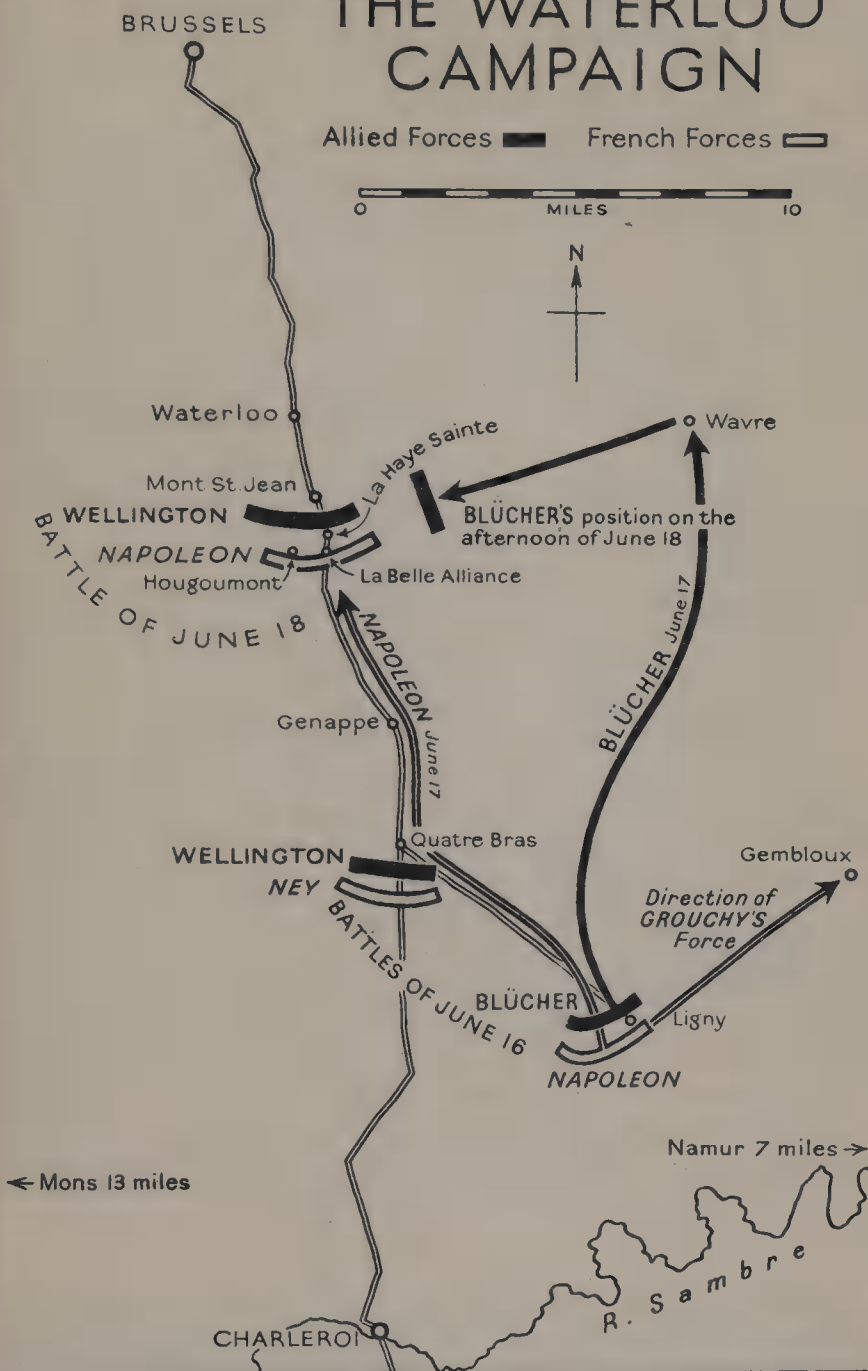 THE WATERLOO
CAMPAIGN
BRUSSELS
Allied Forces
French Forces
0 MILES 10
N
Waterloo
Wavre
La Haye Sainte
Mont St. Jean
WELLINGTON
BLÜCHER'S position on the
afternoon of June 18
NAPOLEON
Hougoumont
La Belle Alliance
BATTLE OF JUNE 18
NAPOLEON June 17
BLÜCHER June 17
Genappe
Quatre Bras
WELLINGTON
NEY
Gembloux
Direction of
GROUCHY'S
Force
BATTLES OF JUNE 16
BLÜCHER
Ligny
NAPOLEON
Namur 7 miles →
← Mons 13 miles
R. Sambre
CHARLEROI